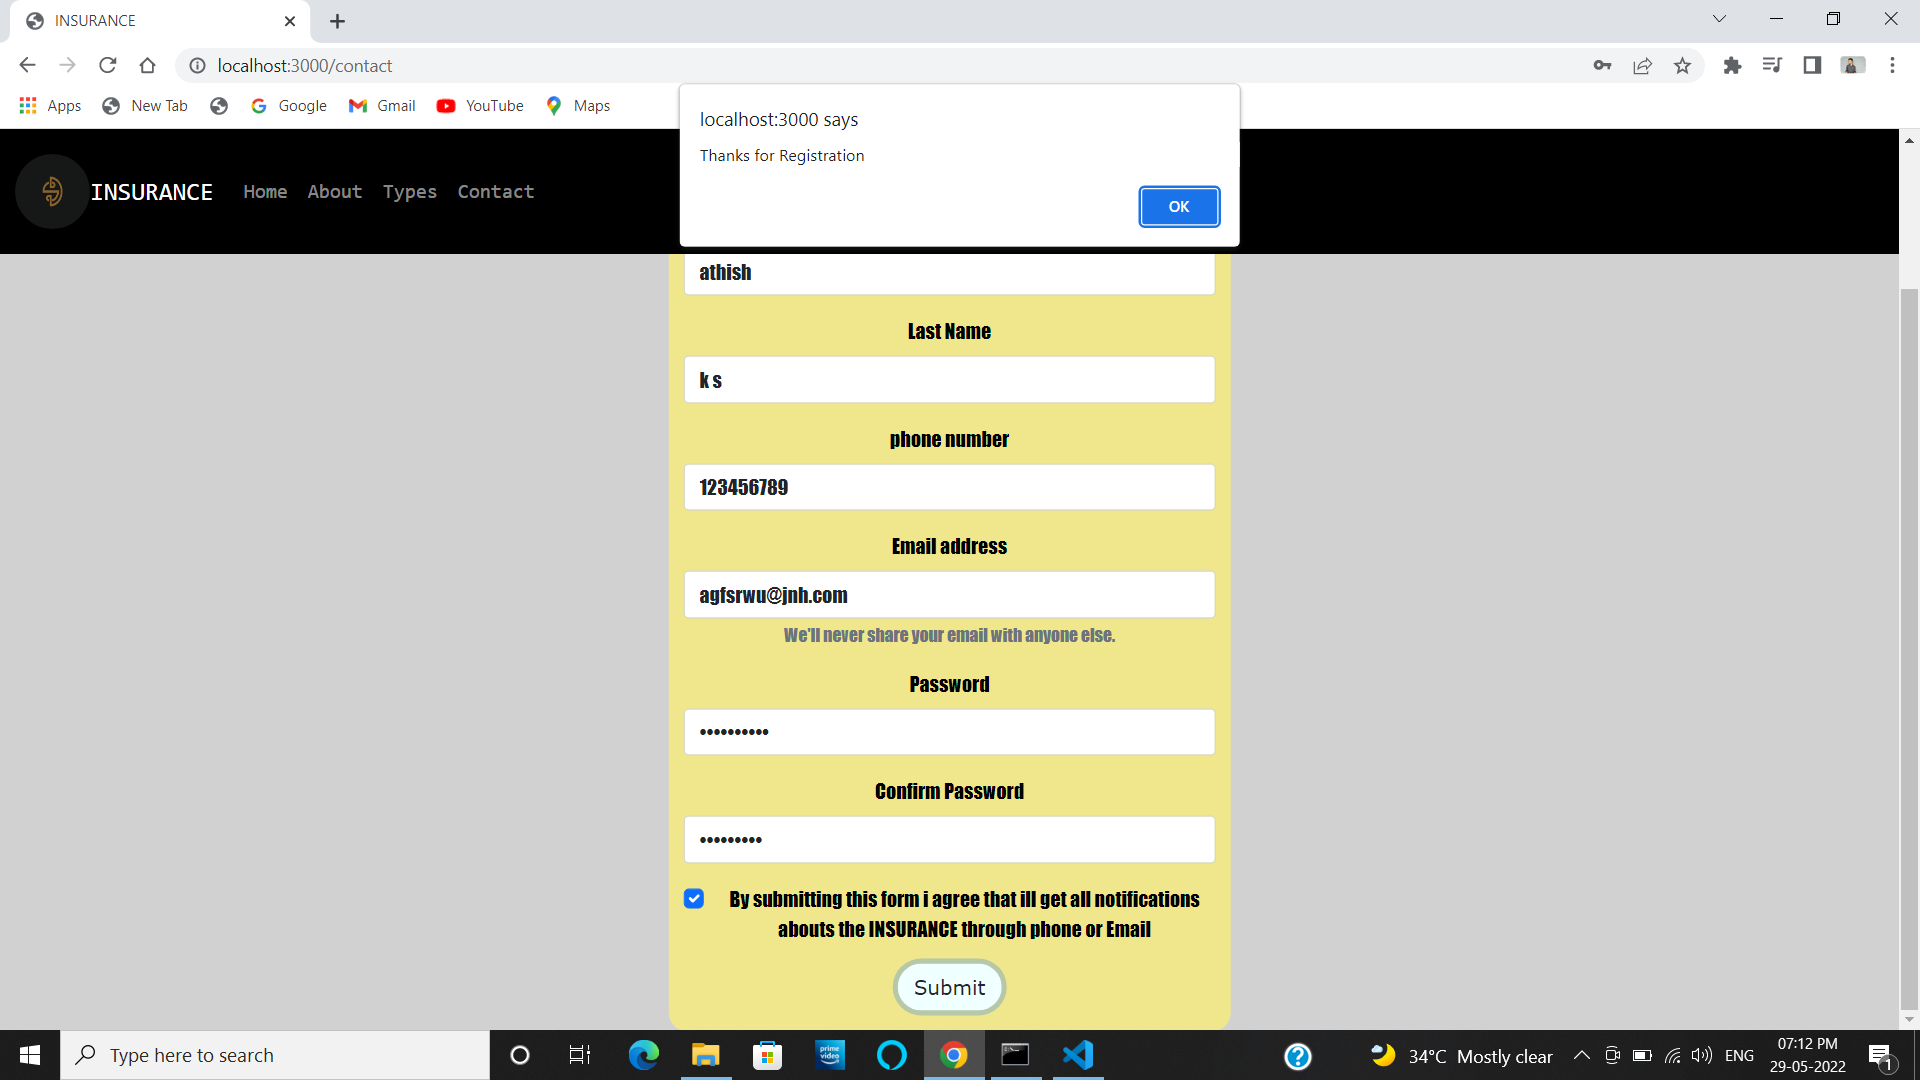 INSURANCE
localhost:3000/contact
Apps
New Tab
Google
Gmail
YouTube
Maps
localhost:3000 says
Thanks for Registration
OK
INSURANCE
Home
About
Types
Contact
athish
Last Name
k s
phone number
123456789
Email address
agfsrwu@jnh.com
We'll never share your email with anyone else.
Password
••••••••••
Confirm Password
•••••••••
By submitting this form i agree that ill get all notifications
abouts the INSURANCE through phone or Email
Submit
Type here to search
prime
video
34°C Mostly clear
ENG
07:12 PM
29-05-2022
1